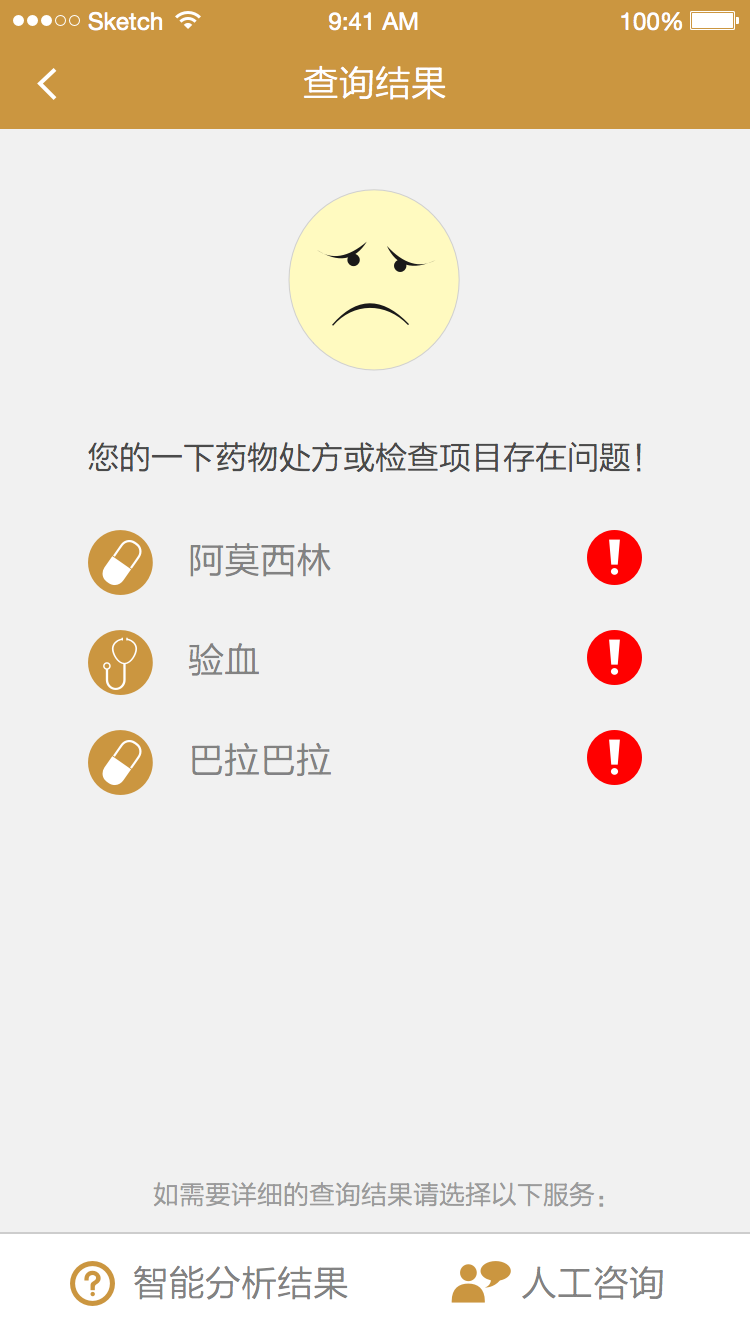 Sketch 9:41 AM 100%
查询结果
您的一下药物处方或检查项目存在问题！
阿莫西林
验血
巴拉巴拉
如需要详细的查询结果请选择以下服务：
智能分析结果 人工咨询